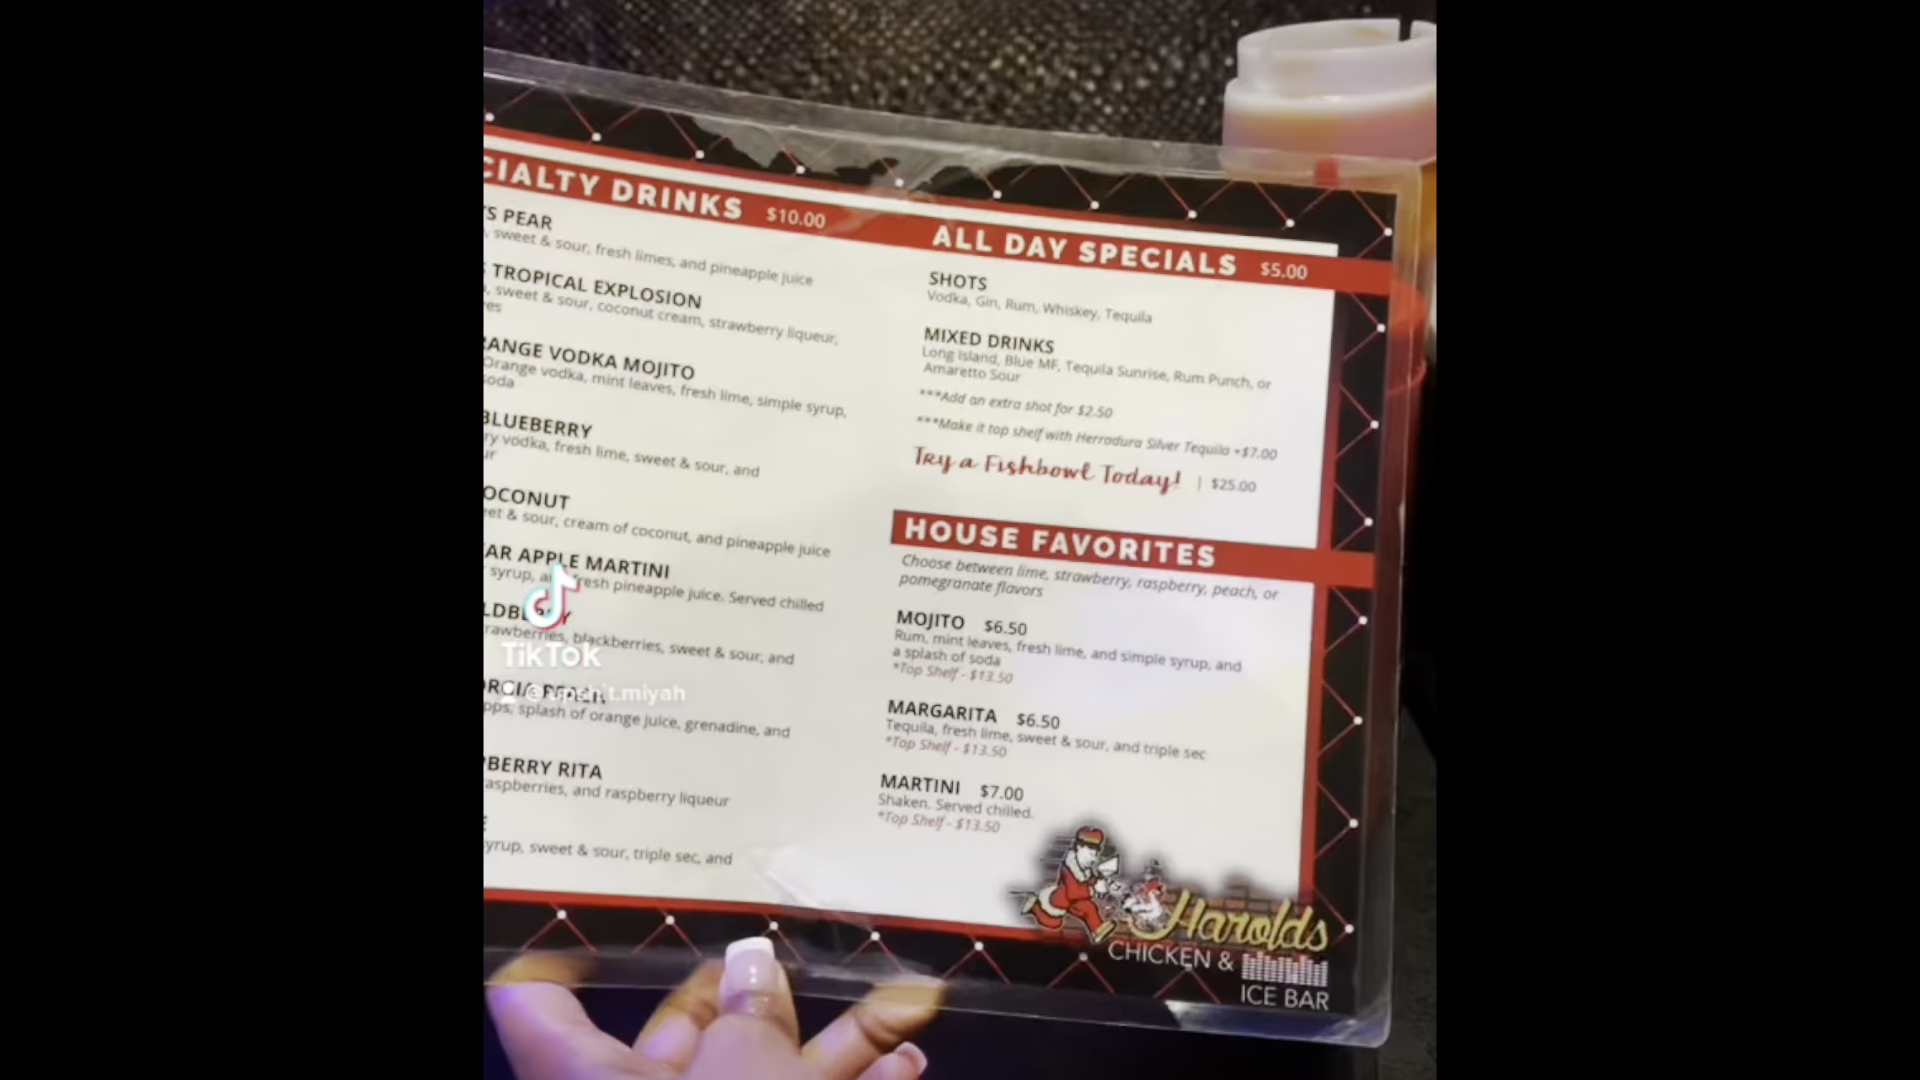 CIALTY DRINKS $10.00
S PEAR
sweet & sour, fresh limes, and pineapple juice
TROPICAL EXPLOSION
sweet & sour, coconut cream, strawberry liqueur,
ANGE VODKA MOJITO
Orange vodka, mint leaves, fresh lime, simple syrup,
soda
BLUEBERRY
ry vodka, fresh lime, sweet & sour, and
ur
OCONUT
eet & sour, cream of coconut, and pineapple juice
AR APPLE MARTINI
syrup, fresh pineapple juice. Served chilled
LDBERRY
rawberries, blackberries, sweet & sour, and
pps, splash of orange juice, grenadine, and
BERRY RITA
aspberries, and raspberry liqueur
yrup, sweet & sour, triple sec, and
ALL DAY SPECIALS $5.00
SHOTS
Vodka, Gin, Rum, Whiskey, Tequila
MIXED DRINKS
Long Island, Blue MF, Tequila Sunrise, Rum Punch, or
Amaretto Sour
***Add an extra shot for $2.50
***Make it top shelf with Herradura Silver Tequila +$7.00
Try a Fishbowl Today! | $25.00
HOUSE FAVORITES
Choose between lime, strawberry, raspberry, peach, or
pomegranate flavors
MOJITO $6.50
Rum, mint leaves, fresh lime, and simple syrup, and
a splash of soda
*Top Shelf - $13.50
MARGARITA $6.50
Tequila, fresh lime, sweet & sour, and triple sec
*Top Shelf - $13.50
MARTINI $7.00
Shaken. Served chilled.
*Top Shelf - $13.50
Harolds
CHICKEN &
ICE BAR
TikTok